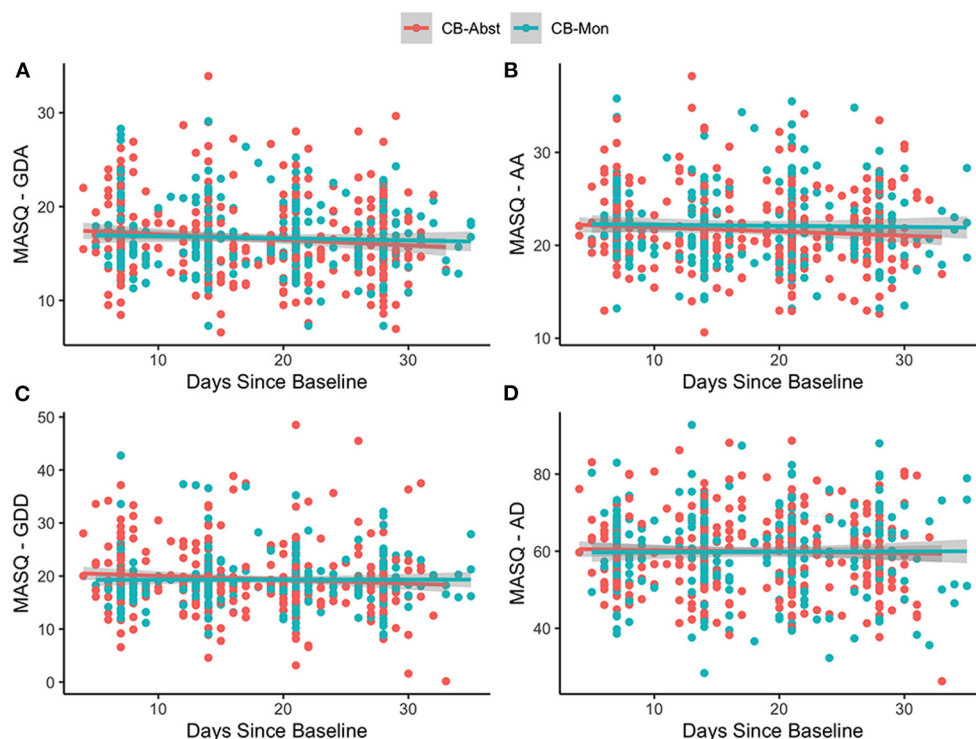 CB-Abst CB-Mon
A
MASQ - GDA
30
20
10
10 20 30
Days Since Baseline
B
MASQ - AA
30
20
10
10 20 30
Days Since Baseline
C
MASQ - GDD
50
40
30
20
10
0
10 20 30
Days Since Baseline
D
MASQ - AD
80
60
40
10 20 30
Days Since Baseline